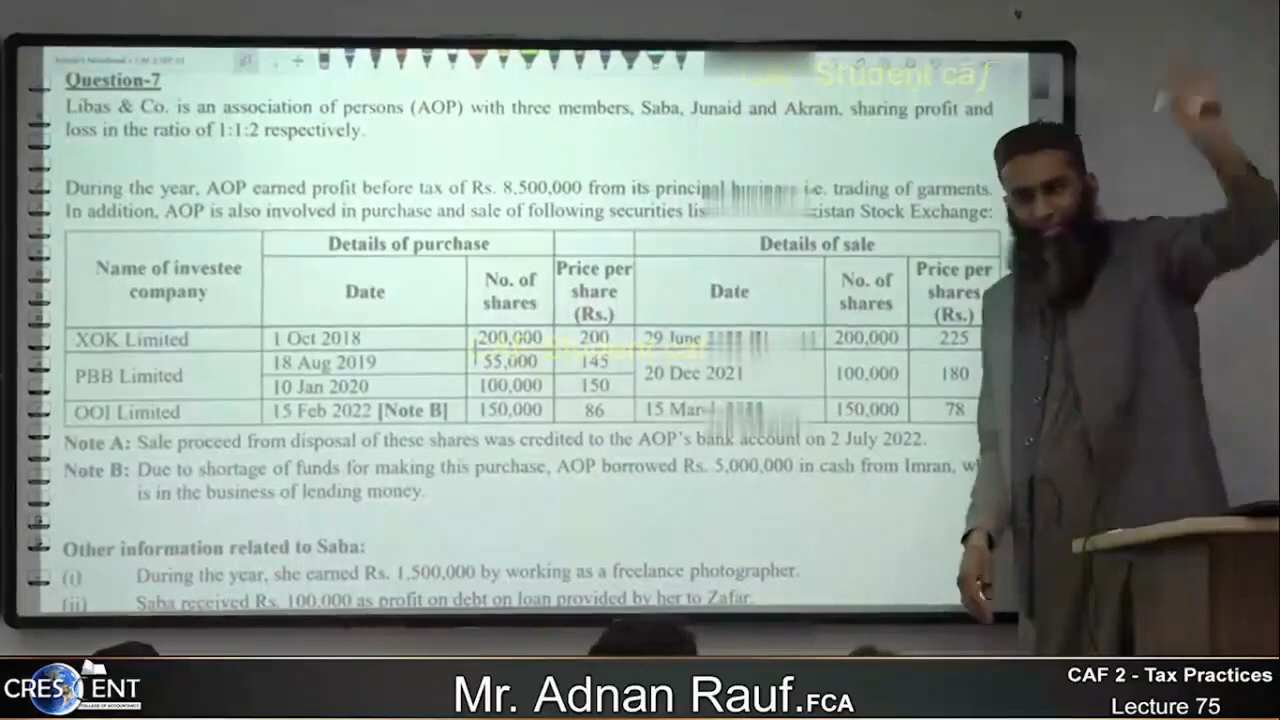 CAF Student caf
Question-7
Libas & Co. is an association of persons (AOP) with three members, Saba, Junaid and Akram, sharing profit and
loss in the ratio of 1:1:2 respectively.
During the year, AOP earned profit before tax of Rs. 8,500,000 from its principal i.e. trading of garments.
In addition, AOP is also involved in purchase and sale of following securities Stock Exchange:
Name of investee company Details of purchase Details of sale
Date No. of shares Price per share (Rs.) Date No. of shares Price per shares (Rs.)
XOK Limited 1 Oct 2018 200,000 200 29 June 200,000 225
PBB Limited 18 Aug 2019 55,000 145 20 Dec 2021 100,000 180
10 Jan 2020 100,000 150
OOI Limited 15 Feb 2022 [Note B] 150,000 86 15 Mar 150,000 78
Note A: Sale proceed from disposal of these shares was credited to the AOP's bank account on 2 July 2022.
Note B: Due to shortage of funds for making this purchase, AOP borrowed Rs. 5,000,000 in cash from Imran,
is in the business of lending money.
Other information related to Saba:
(i) During the year, she earned Rs. 1,500,000 by working as a freelance photographer.
(ii) Saba received Rs. 100,000 as profit on debt on loan provided by her to Zafar.
CRESCENT
COLLEGE OF ACCOUNTANCY
Mr. Adnan Rauf.FCA
CAF 2 - Tax Practices
Lecture 75